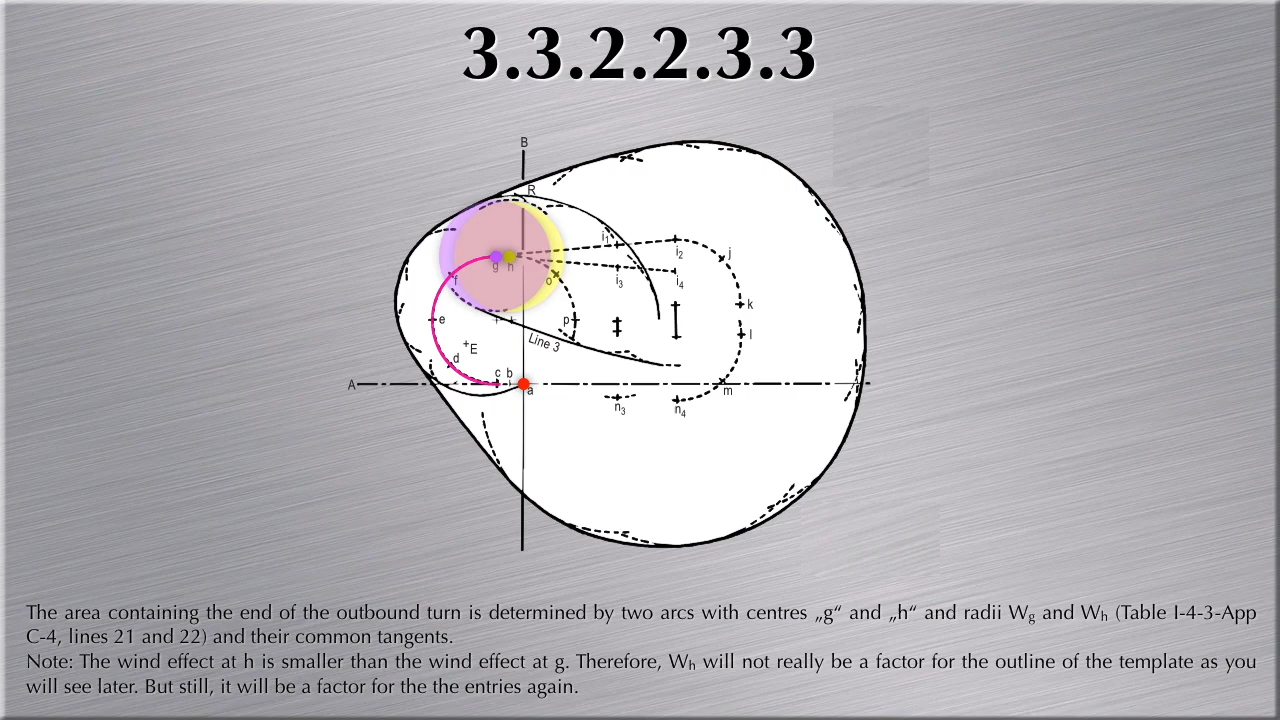 3.3.2.2.3.3
B
R
i1
i2
j
g h
f
o
i3
i4
k
e
p
l
Line 3
E
d
c b
A
a
m
n3
n4
The area containing the end of the outbound turn is determined by two arcs with centres „g“ and „h“ and radii Wg and Wh (Table I-4-3-App
C-4, lines 21 and 22) and their common tangents.
Note: The wind effect at h is smaller than the wind effect at g. Therefore, Wh will not really be a factor for the outline of the template as you
will see later. But still, it will be a factor for the the entries again.